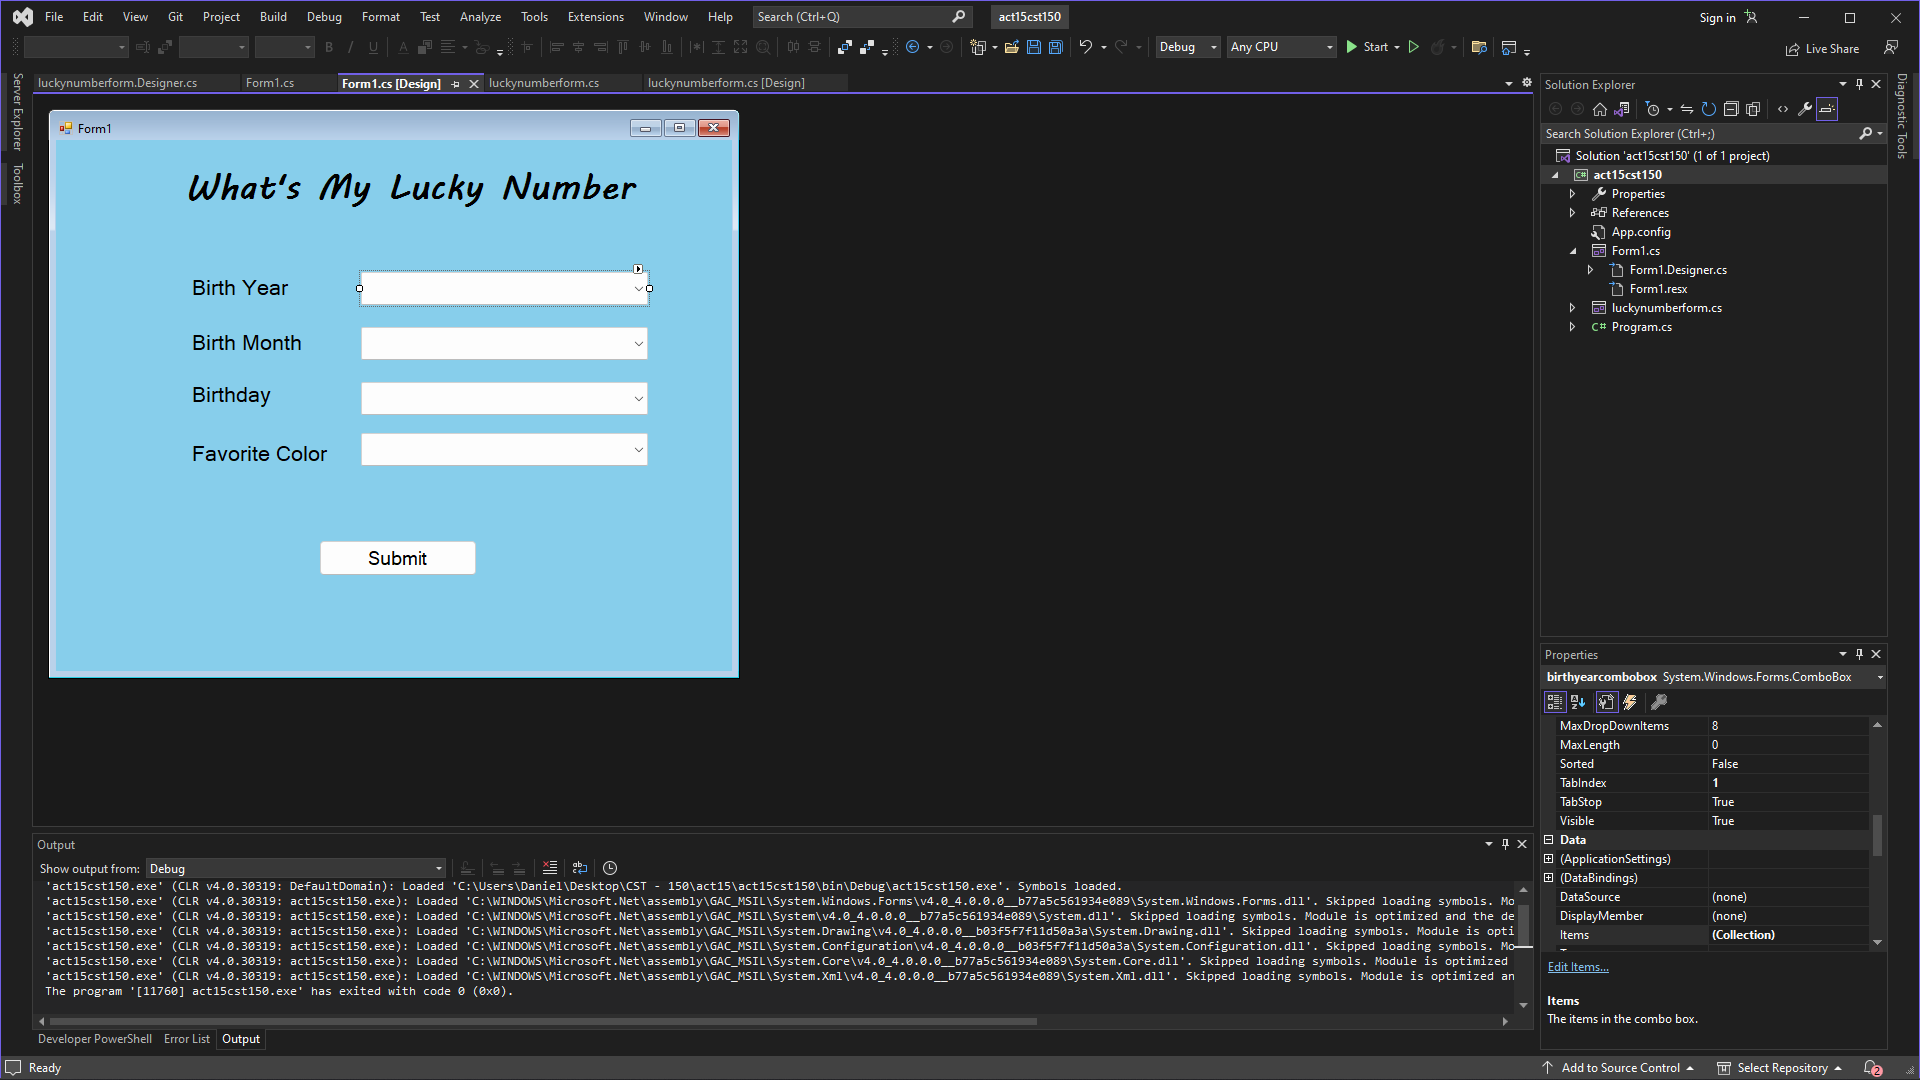 File Edit View Git Project Build Debug Format Test Analyze Tools Extensions Window Help Search (Ctrl+Q) act15cst150 Sign in
Debug Any CPU Start Live Share
Server Explorer
Toolbox
luckynumberform.Designer.cs Form1.cs Form1.cs [Design] luckynumberform.cs luckynumberform.cs [Design]
Form1
What's My Lucky Number
Birth Year
Birth Month
Birthday
Favorite Color
Submit
Solution Explorer
Search Solution Explorer (Ctrl+;)
Solution 'act15cst150' (1 of 1 project)
act15cst150
Properties
References
App.config
Form1.cs
Form1.Designer.cs
Form1.resx
luckynumberform.cs
Program.cs
Diagnostic Tools
Properties
birthyearcombobox System.Windows.Forms.ComboBox
MaxDropDownItems 8
MaxLength 0
Sorted False
TabIndex 1
TabStop True
Visible True
Data
(ApplicationSettings)
(DataBindings)
DataSource (none)
DisplayMember (none)
Items (Collection)
Edit Items...
Items
The items in the combo box.
Output
Show output from: Debug
'act15cst150.exe' (CLR v4.0.30319: DefaultDomain): Loaded 'C:\Users\Daniel\Desktop\CST - 150\act15\act15cst150\bin\Debug\act15cst150.exe'. Symbols loaded.
'act15cst150.exe' (CLR v4.0.30319: act15cst150.exe): Loaded 'C:\WINDOWS\Microsoft.Net\assembly\GAC_MSIL\System.Windows.Forms\v4.0_4.0.0.0__b77a5c561934e089\System.Windows.Forms.dll'. Skipped loading symbols. Mo
'act15cst150.exe' (CLR v4.0.30319: act15cst150.exe): Loaded 'C:\WINDOWS\Microsoft.Net\assembly\GAC_MSIL\System\v4.0_4.0.0.0__b77a5c561934e089\System.dll'. Skipped loading symbols. Module is optimized and the de
'act15cst150.exe' (CLR v4.0.30319: act15cst150.exe): Loaded 'C:\WINDOWS\Microsoft.Net\assembly\GAC_MSIL\System.Drawing\v4.0_4.0.0.0__b03f5f7f11d50a3a\System.Drawing.dll'. Skipped loading symbols. Module is opti
'act15cst150.exe' (CLR v4.0.30319: act15cst150.exe): Loaded 'C:\WINDOWS\Microsoft.Net\assembly\GAC_MSIL\System.Configuration\v4.0_4.0.0.0__b03f5f7f11d50a3a\System.Configuration.dll'. Skipped loading symbols. Mo
'act15cst150.exe' (CLR v4.0.30319: act15cst150.exe): Loaded 'C:\WINDOWS\Microsoft.Net\assembly\GAC_MSIL\System.Core\v4.0_4.0.0.0__b77a5c561934e089\System.Core.dll'. Skipped loading symbols. Module is optimized
'act15cst150.exe' (CLR v4.0.30319: act15cst150.exe): Loaded 'C:\WINDOWS\Microsoft.Net\assembly\GAC_MSIL\System.Xml\v4.0_4.0.0.0__b77a5c561934e089\System.Xml.dll'. Skipped loading symbols. Module is optimized an
The program '[11760] act15cst150.exe' has exited with code 0 (0x0).
Developer PowerShell Error List Output
Ready Add to Source Control Select Repository 2